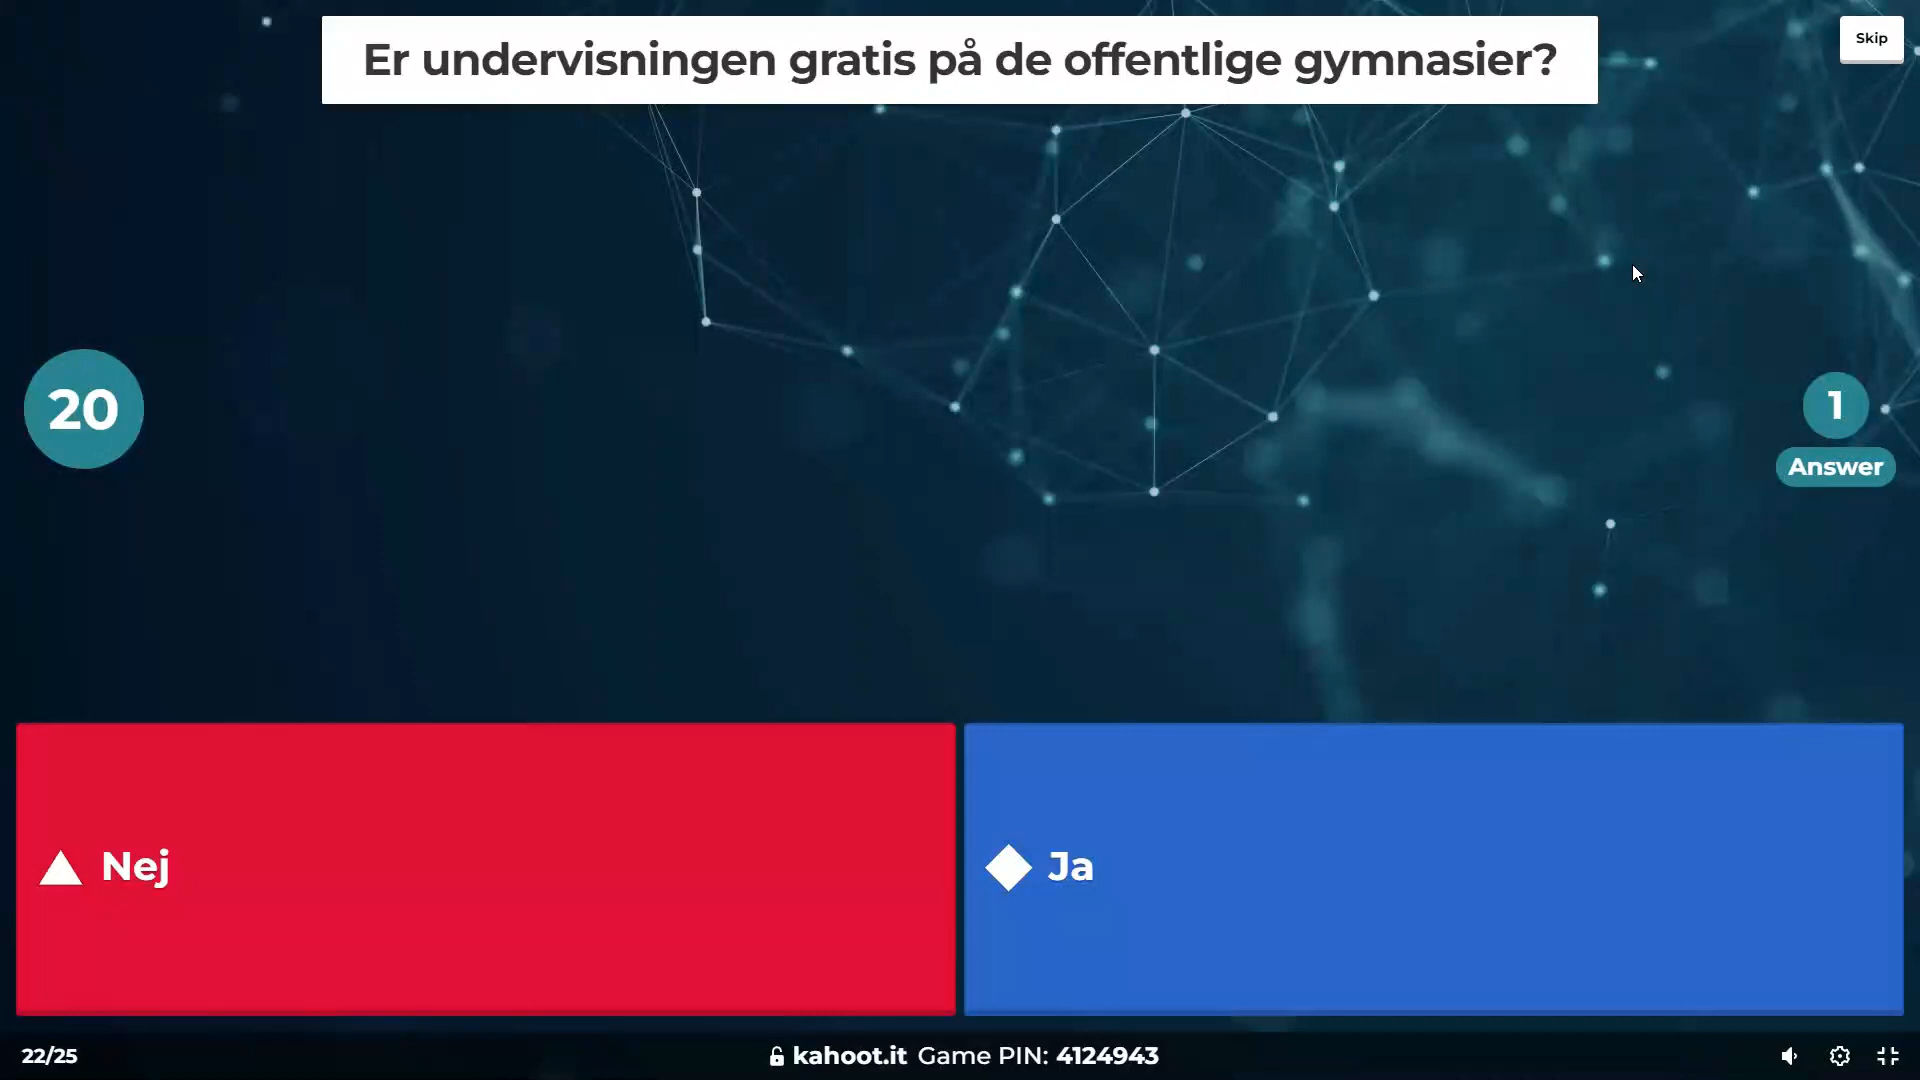 Er undervisningen gratis på de offentlige gymnasier?
Skip
20
1
Answer
Nej
Ja
22/25
kahoot.it Game PIN: 4124943